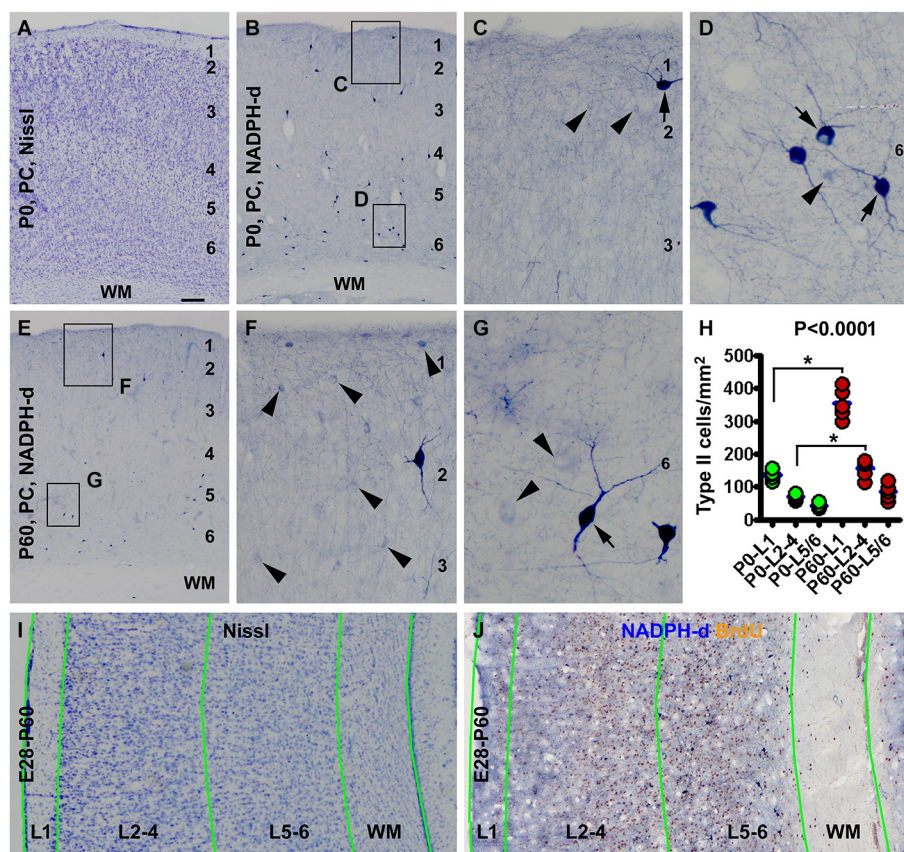 A
P0, PC, Nissl
1
2
3
4
5
6
WM
B
P0, PC, NADPH-d
C
D
1
2
3
4
5
6
WM
C
1
2
3
D
6
E
P60, PC, NADPH-d
F
G
1
2
3
4
5
6
WM
F
1
2
3
G
6
H
P<0.0001
Type II cells/mm²
500
400
300
200
100
0
*
*
P0-L1
P0-L2-4
P0-L5/6
P60-L1
P60-L2-4
P60-L5/6
I
Nissl
E28-P60
L1 L2-4 L5-6 WM
J
NADPH-d BrdU
E28-P60
L1 L2-4 L5-6 WM